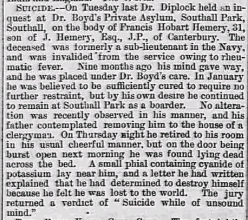 SUICIDE.—On Tuesday last Dr. Diplock held an in-
quest at Dr. Boyd's Private Asylum, Southall Park,
Southall, on the body of Francis Hobart Hemery, 31,
son of J. Hemery, Esq., J.P., of Canterbury. The
deceased was formerly a sub-lieutenant in the Navy,
and was invalided from the service owing to rheu-
matic fever. Nine months ago his mind gave way,
and he was placed under Dr. Boyd's care. In January
he was believed to be sufficiently cured to require no
further restraint, but by his own desire he continued
to remain at Southall Park as a boarder. No altera-
tion was recently observed in his manner, and his
father contemplated removing him to the house of a
clergyman. On Thursday night he retired to his room
in his usual cheerful manner, but on the door being
burst open next morning he was found lying dead
across the bed. A small phial containing cyanide of
potassium lay near him, and a letter he had written
explained that he had determined to destroy himself
because he felt he was lost to the world. The jury
returned a verdict of "Suicide while of unsound
mind."